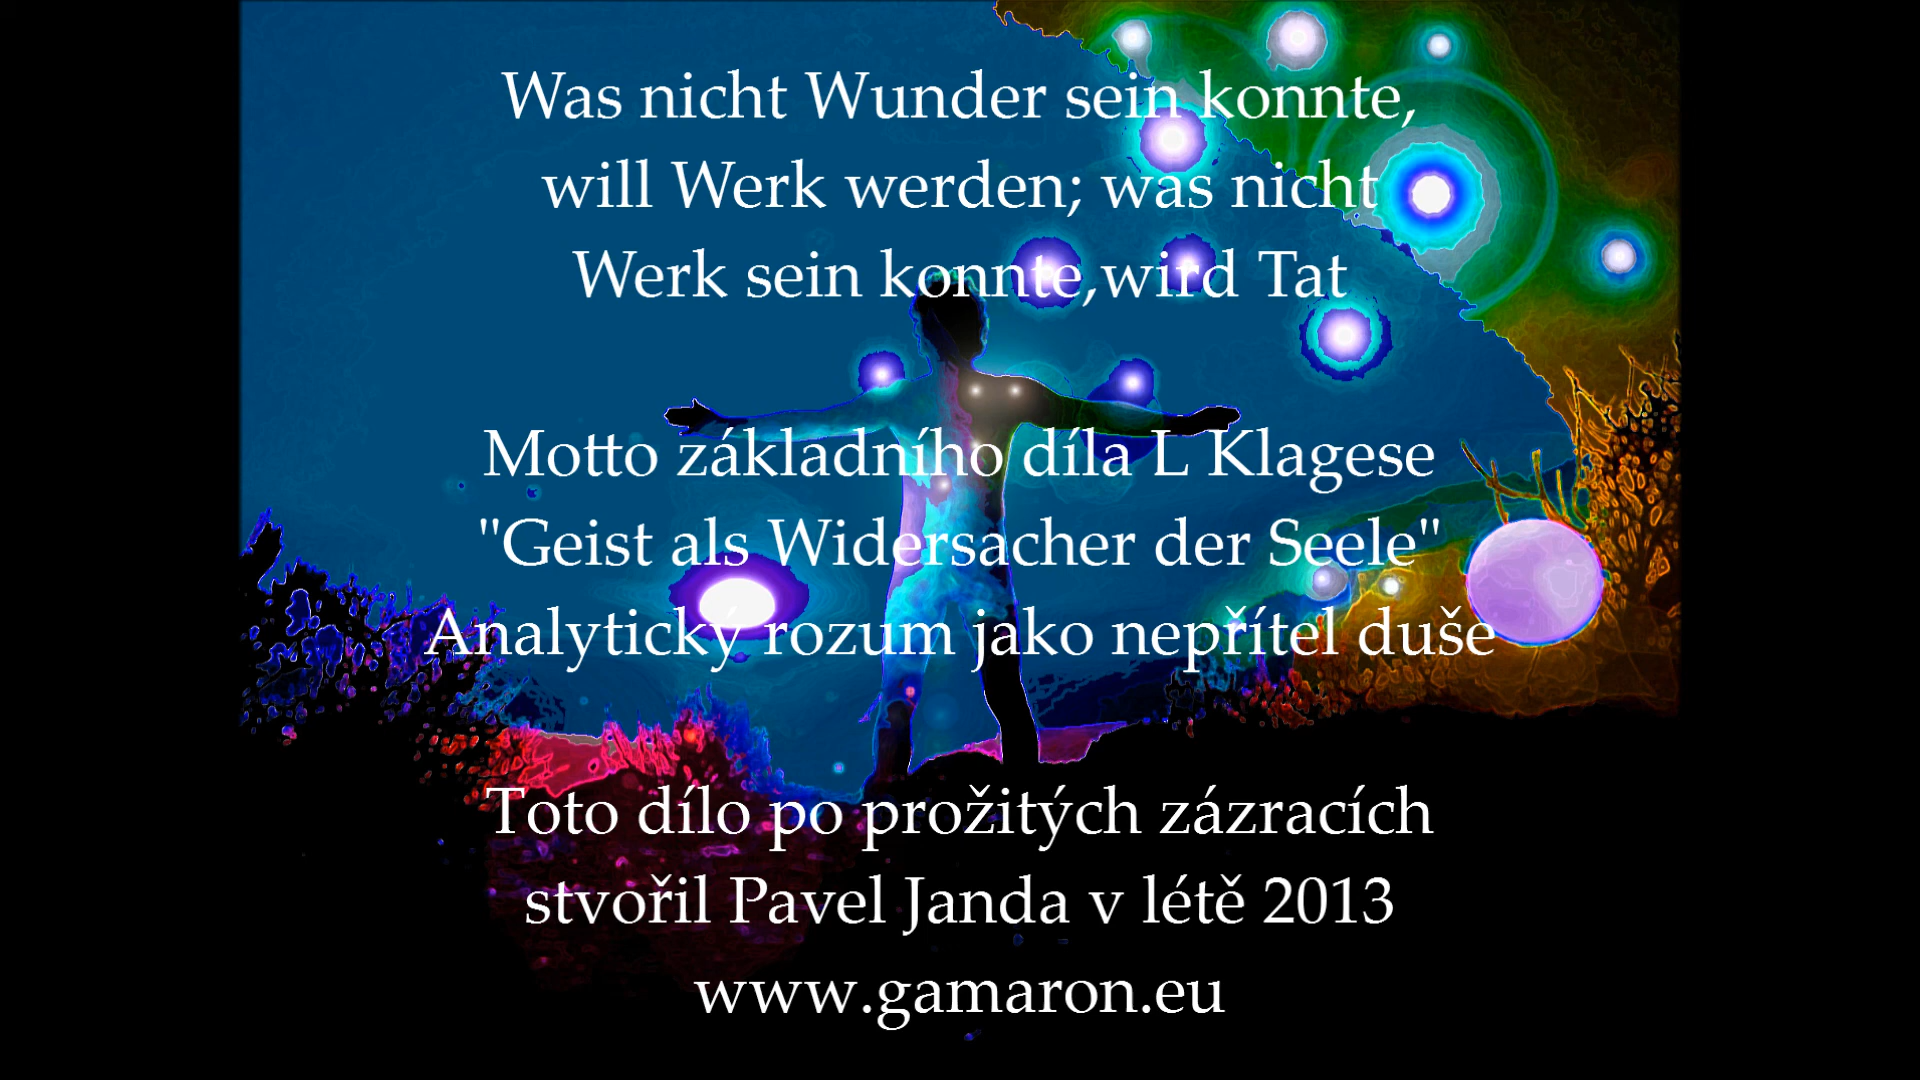 Was nicht Wunder sein konnte,
will Werk werden; was nicht
Werk sein konnte,wird Tat
Motto základního díla L Klagese
"Geist als Widersacher der Seele"
Analytický rozum jako nepřítel duše
Toto dílo po prožitých zázracích
stvořil Pavel Janda v létě 2013
www.gamaron.eu